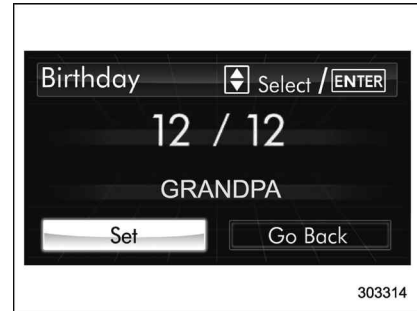 Birthday Select / ENTER
12 / 12
GRANDPA
Set Go Back
303314